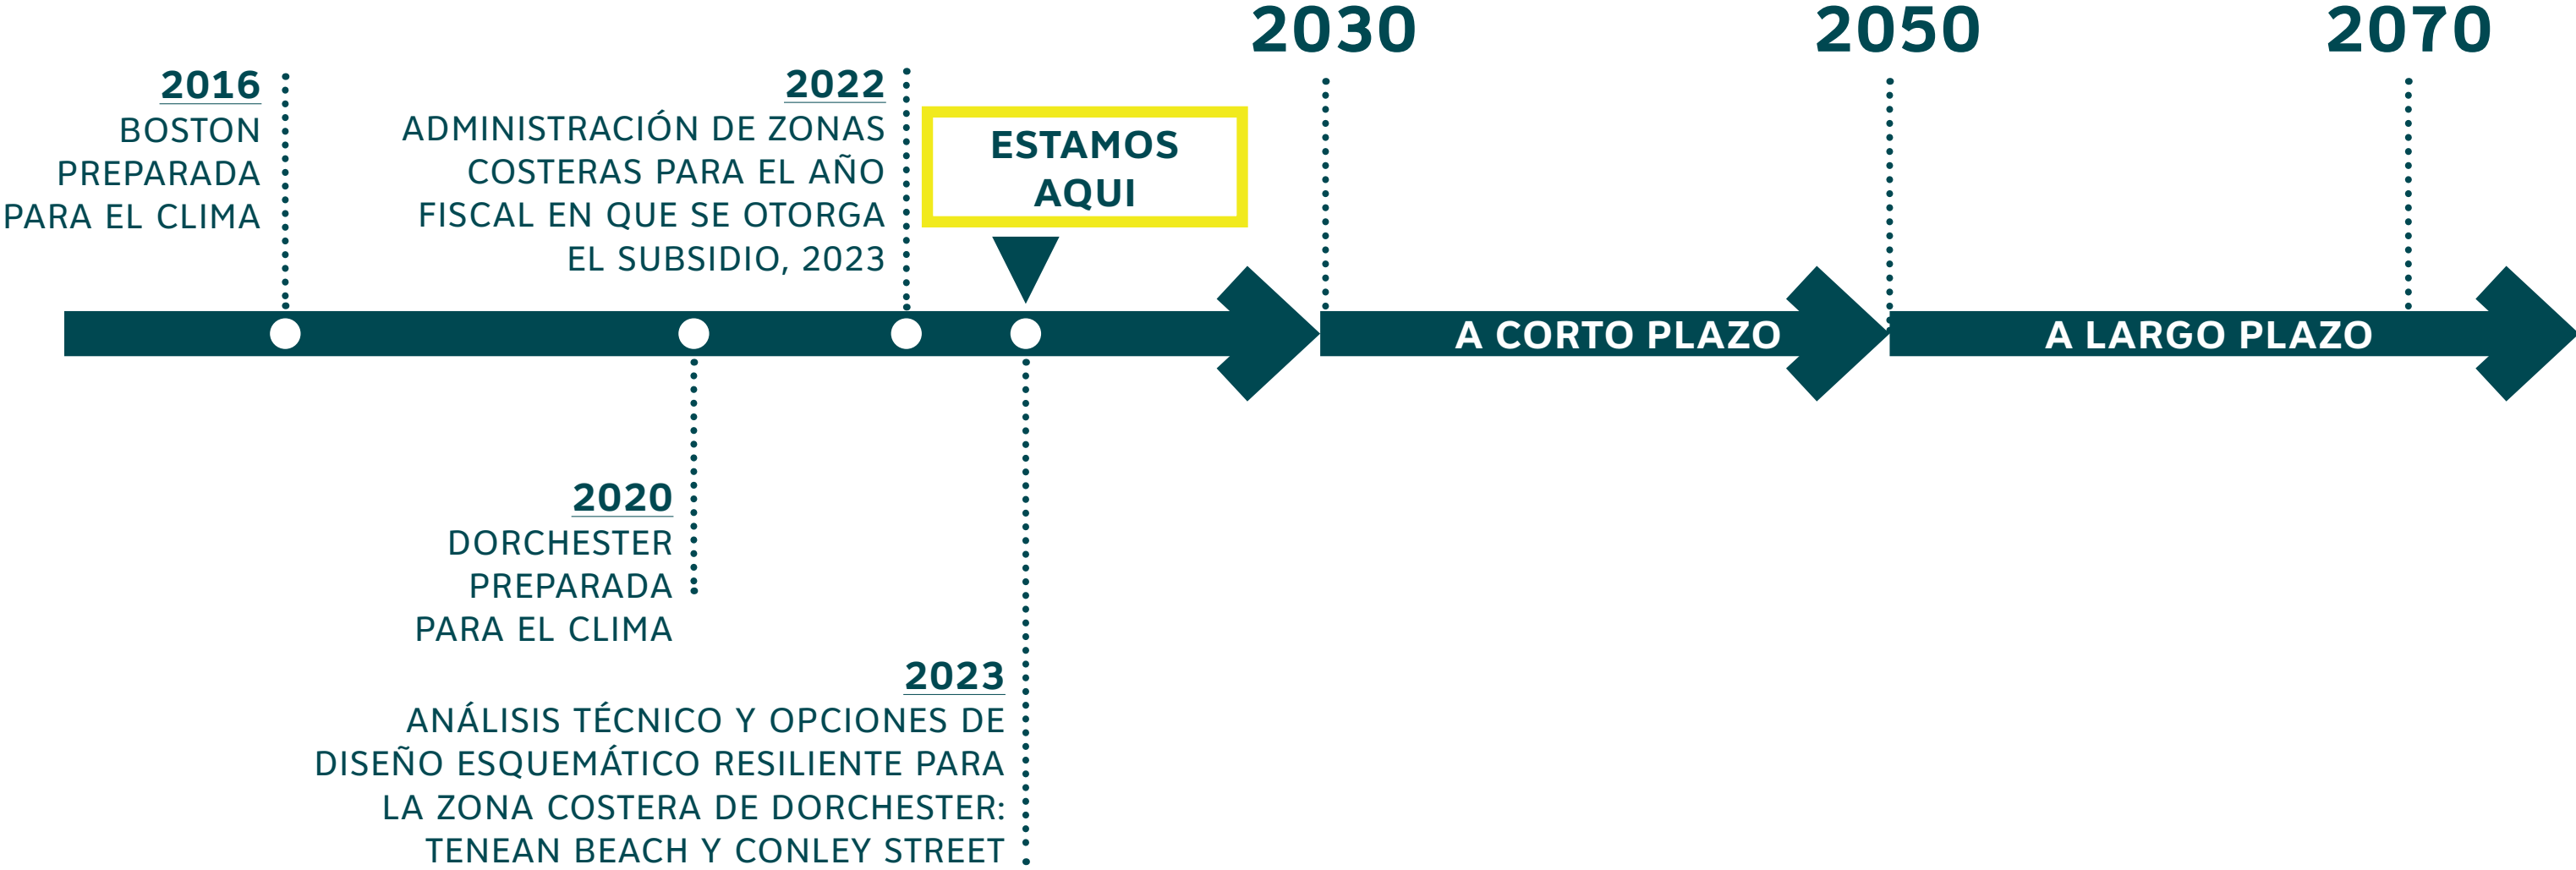 2016
BOSTON
PREPARADA
PARA EL CLIMA
2022
ADMINISTRACIÓN DE ZONAS
COSTERAS PARA EL AÑO
FISCAL EN QUE SE OTORGA
EL SUBSIDIO, 2023
ESTAMOS
AQUI
2030
2050
2070
A CORTO PLAZO
A LARGO PLAZO
2020
DORCHESTER
PREPARADA
PARA EL CLIMA
2023
ANÁLISIS TÉCNICO Y OPCIONES DE
DISEÑO ESQUEMÁTICO RESILIENTE PARA
LA ZONA COSTERA DE DORCHESTER:
TENEAN BEACH Y CONLEY STREET